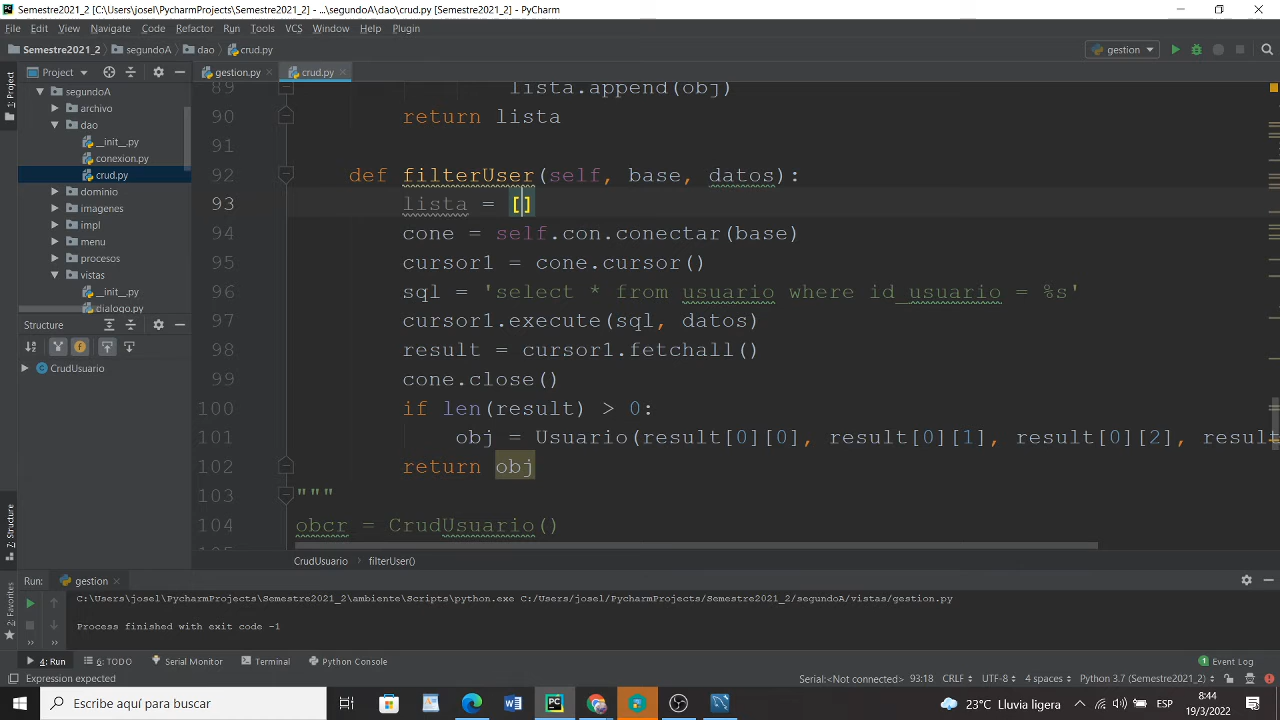 Semestre2021_2 [C:\Users\josel\PycharmProjects\Semestre2021_2] - ...\segundoA\dao\crud.py [Semestre2021_2] - PyCharm
File Edit View Navigate Code Refactor Run Tools VCS Window Help Plugin
Semestre2021_2 segundoA dao crud.py gestion
1: Project
Project gestion.py crud.py
segundoA
archivo
dao
__init__.py
conexion.py
crud.py
dominio
imagenes
impl
menu
procesos
vistas
__init__.py
dialogo.py
Structure
CrudUsuario
7: Structure
2: Favorites
89 lista.append(obj)
90 return lista
91
92 def filterUser(self, base, datos):
93 lista = []
94 cone = self.con.conectar(base)
95 cursor1 = cone.cursor()
96 sql = 'select * from usuario where id_usuario = %s'
97 cursor1.execute(sql, datos)
98 result = cursor1.fetchall()
99 cone.close()
100 if len(result) > 0:
101 obj = Usuario(result[0][0], result[0][1], result[0][2], result
102 return obj
103 """
104 obcr = CrudUsuario()
CrudUsuario filterUser()
Run: gestion
C:\Users\josel\PycharmProjects\Semestre2021_2\ambiente\Scripts\python.exe C:/Users/josel/PycharmProjects/Semestre2021_2/segundoA/vistas/gestion.py
Process finished with exit code -1
4: Run 6: TODO Serial Monitor Terminal Python Console 1 Event Log
Expression expected Serial:<Not connected> 93:18 CRLF UTF-8 4 spaces Python 3.7 (Semestre2021_2)
Escribe aquí para buscar 23°C Lluvia ligera ESP 8:44
19/3/2022